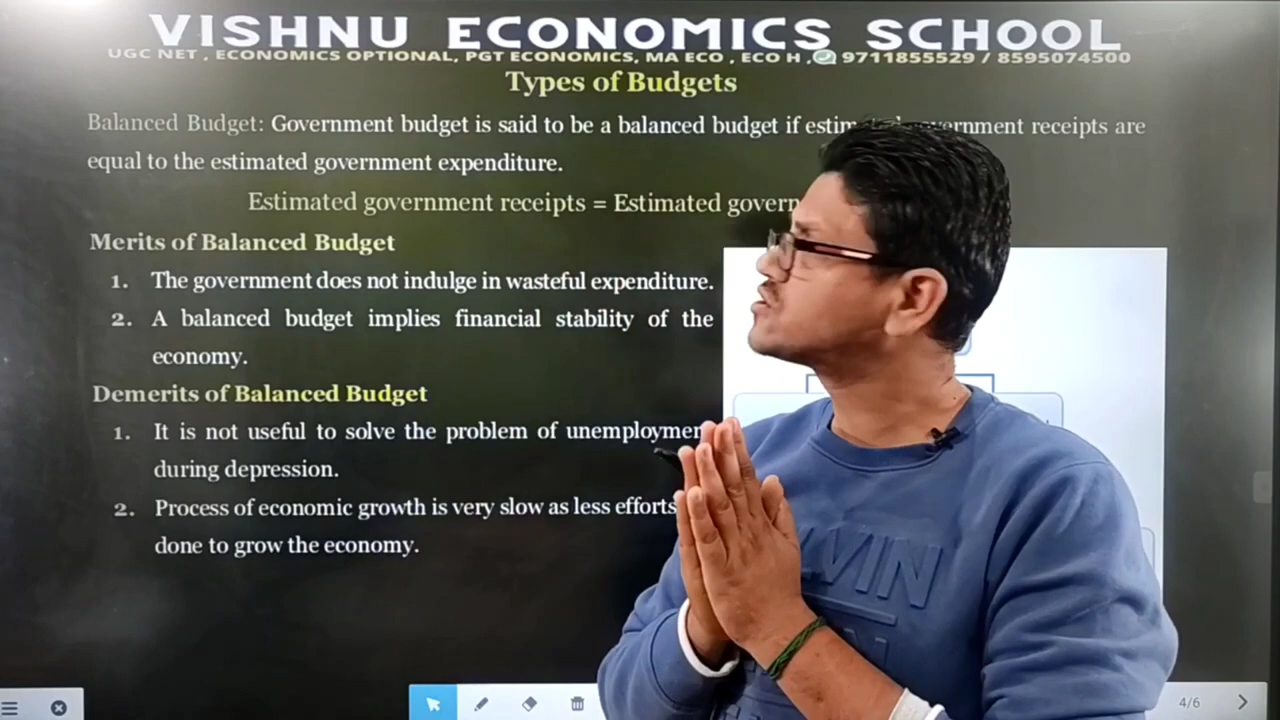 VISHNU ECONOMICS SCHOOL
UGC NET , ECONOMICS OPTIONAL, PGT ECONOMICS, MA ECO , ECO H , 9711855529 / 8595074500
Types of Budgets
Balanced Budget: Government budget is said to be a balanced budget if receipts are
equal to the estimated government expenditure.
Estimated government receipts = Estimated
Merits of Balanced Budget
1. The government does not indulge in wasteful expenditure.
2. A balanced budget implies financial stability of the
economy.
Demerits of Balanced Budget
1. It is not useful to solve the problem of
during depression.
2. Process of economic growth is very slow as less efforts
done to grow the economy.
VIN
4/6